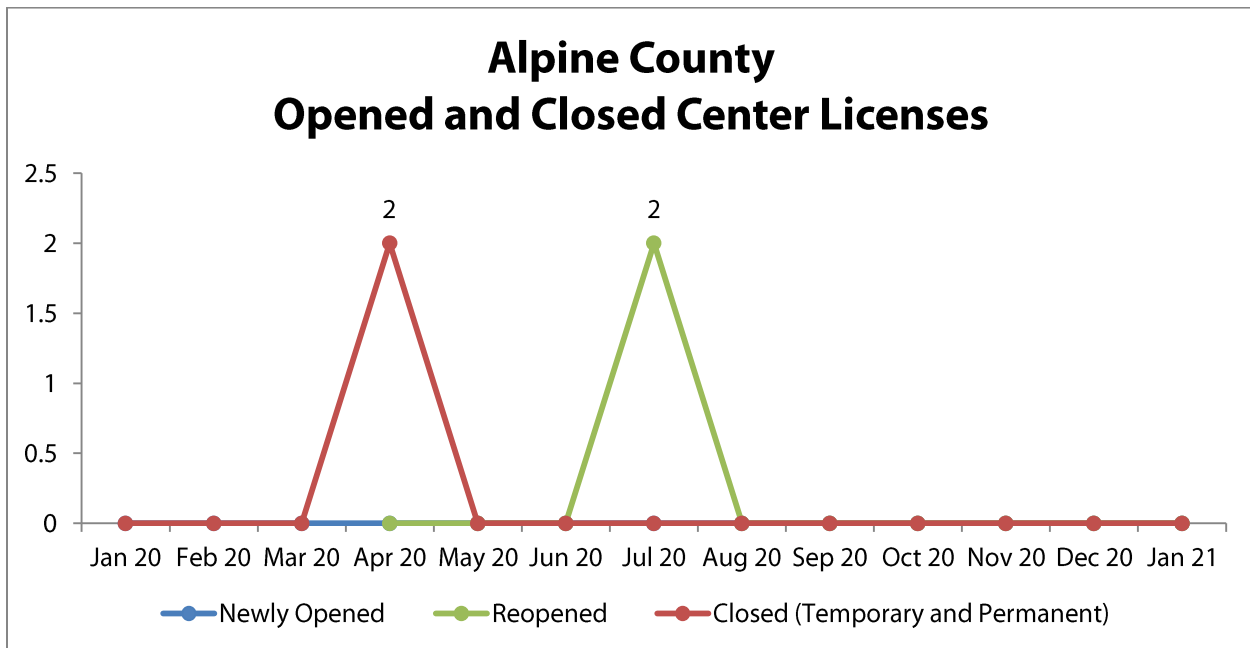 Alpine County
Opened and Closed Center Licenses
2.5
2
1.5
1
0.5
0
2
2
Jan 20 Feb 20 Mar 20 Apr 20 May 20 Jun 20 Jul 20 Aug 20 Sep 20 Oct 20 Nov 20 Dec 20 Jan 21
Newly Opened Reopened Closed (Temporary and Permanent)